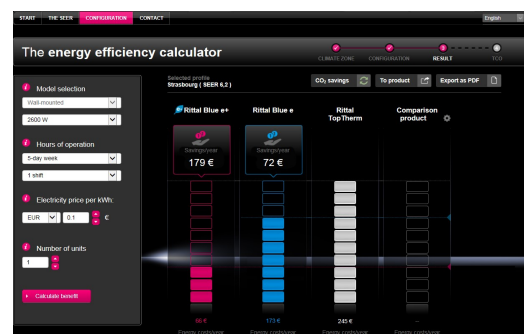 START THE SEER CONFIGURATION CONTACT English
The energy efficiency calculator
CLIMATE ZONE CONFIGURATION RESULT TCO
Selected profile
Strasbourg ( SEER 6,2 )
CO₂ savings To product Export as PDF
Model selection
Wall-mounted
2600 W
Hours of operation
5-day week
1 shift
Electricity price per kWh:
EUR 0.1 €
Number of units
1
Calculate benefit
Rittal Blue e+ Rittal Blue e Rittal TopTherm Comparison product
Savings/year Savings/year
179 € 72 €
66 € 173 € 245 € --
Energy costs/year Energy costs/year Energy costs/year Energy costs/year